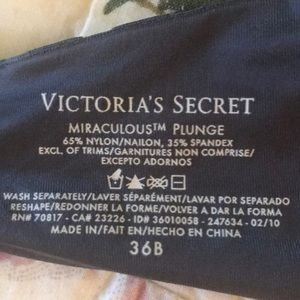 VICTORIA'S SECRET
MIRACULOUS™ PLUNGE
65% NYLON/NAILON, 35% SPANDEX
EXCL. OF TRIMS/GARNITURES NON COMPRISE/
EXCEPTO ADORNOS
WASH SEPARATELY/LAVER SÉPARÉMENT/LAVAR POR SEPARADO
RESHAPE/REDONNER LA FORME/VOLVER A DAR LA FORMA
RN# 70817 - CA# 23226 - ID# 36010058 - 247634 - 02/10
MADE IN/FAIT EN/HECHO EN CHINA
36B